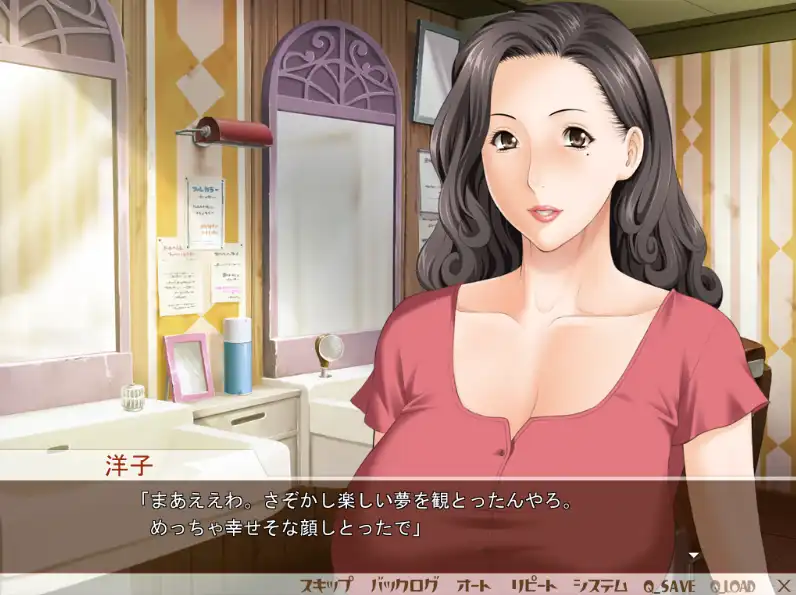 洋子
「まあええわ。さぞかし楽しい夢を観とったんやろ。
めっちゃ幸せそな顔しとったで」
スキップ バックログ オート リピート システム Q_SAVE Q_LOAD ×